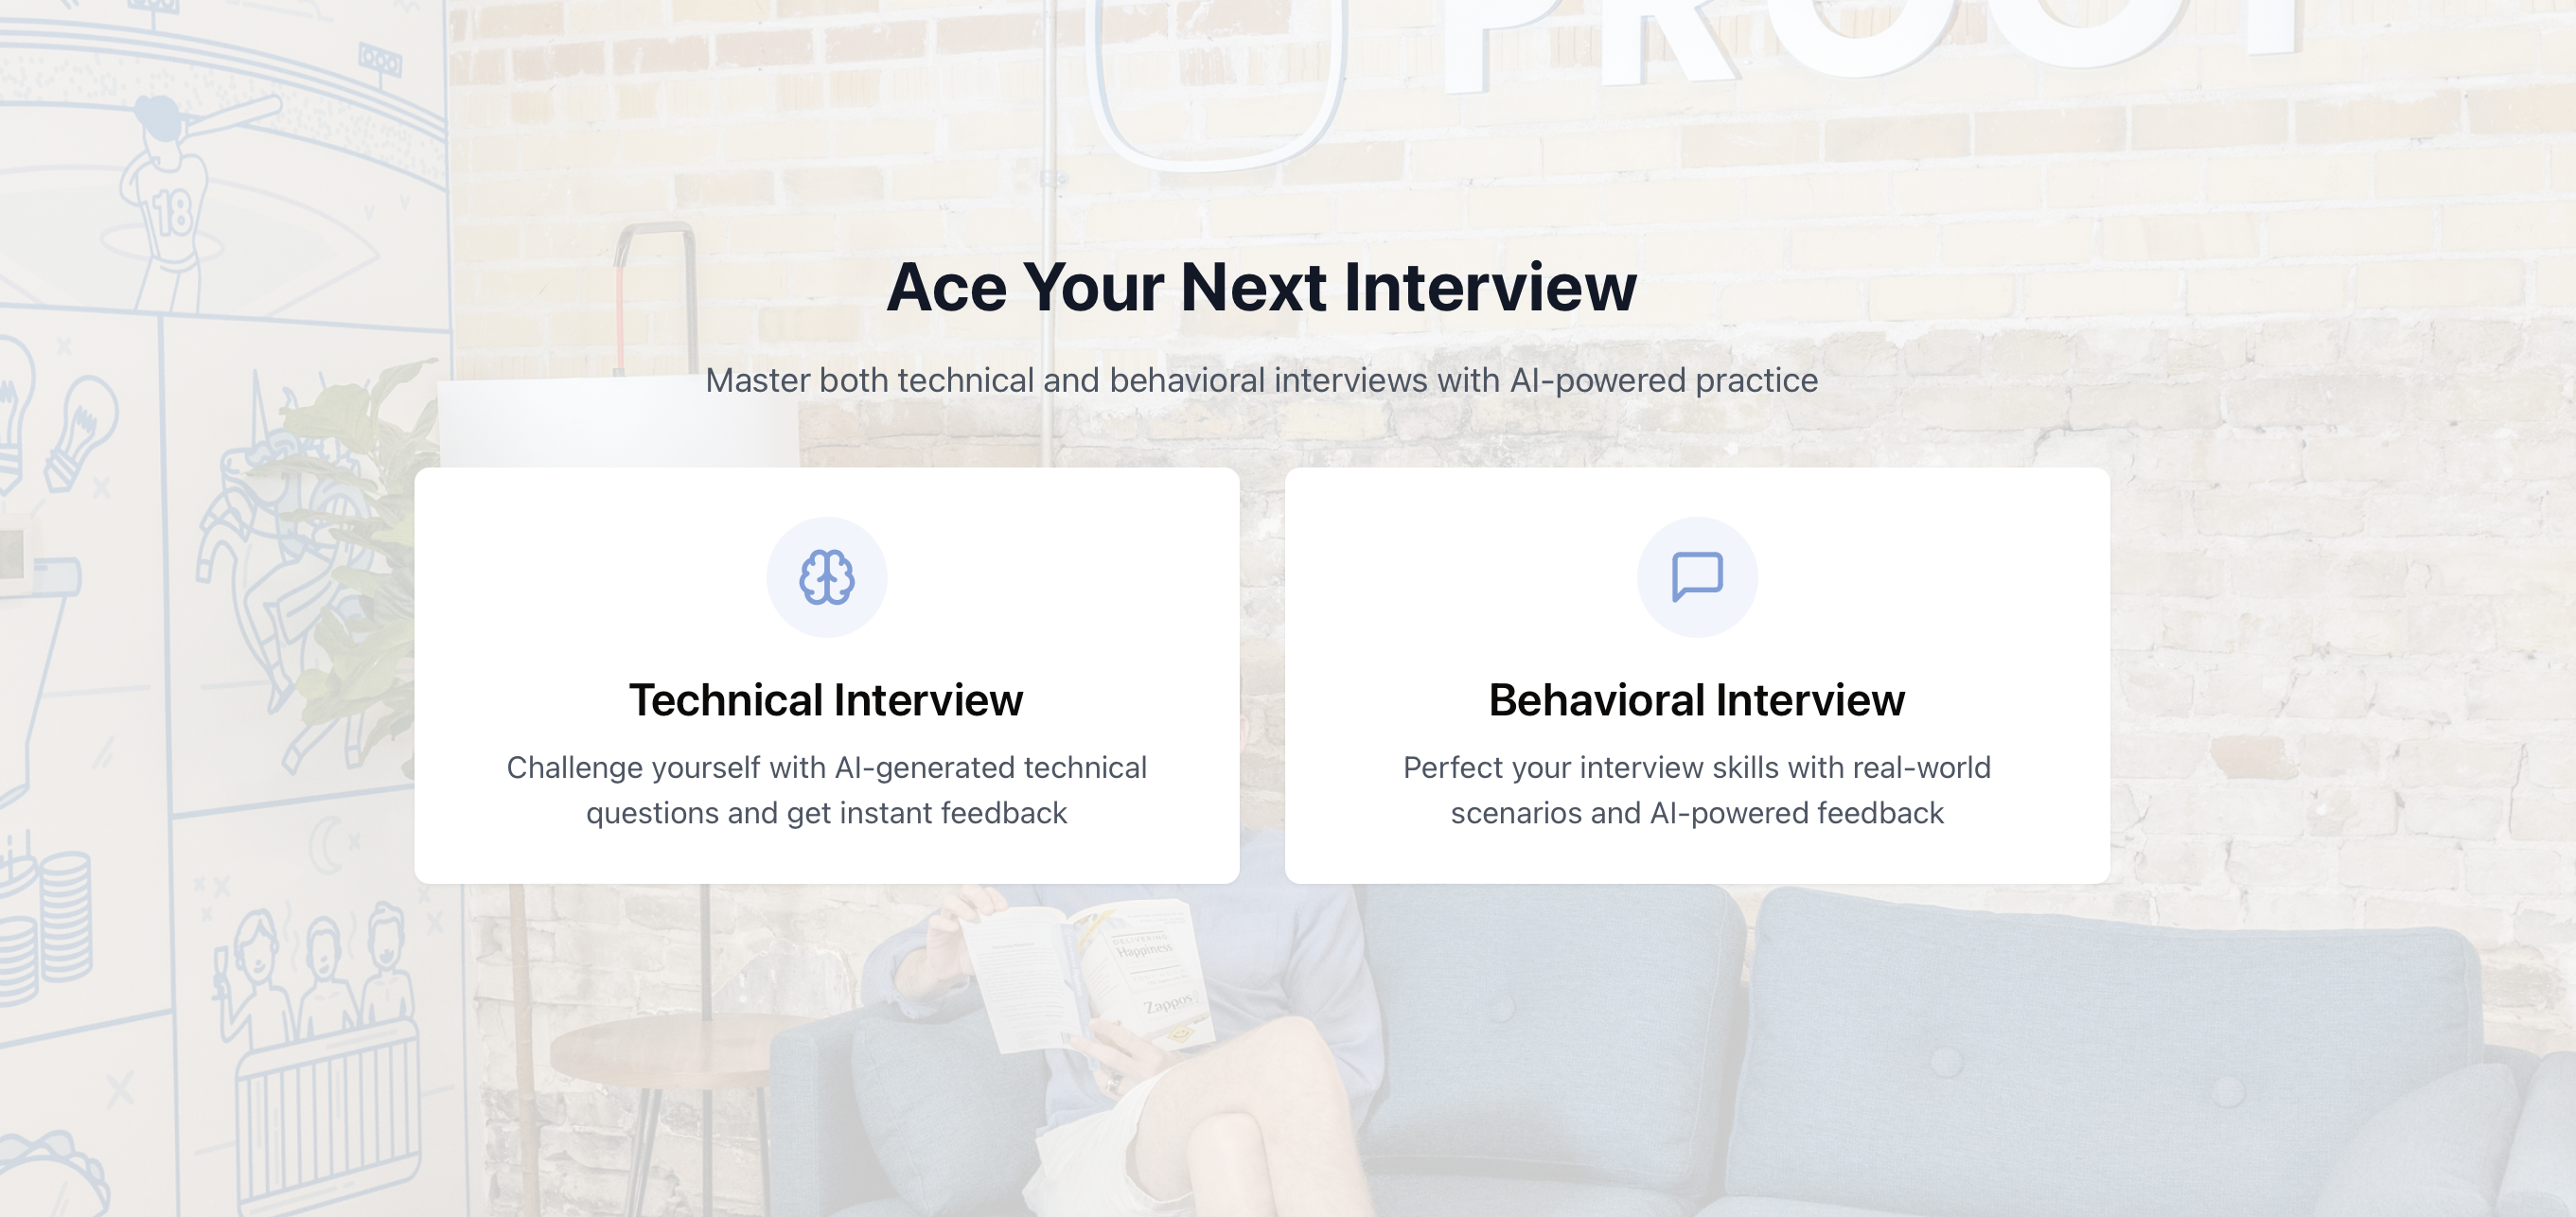 PROOF
18
Ace Your Next Interview
Master both technical and behavioral interviews with AI-powered practice
Technical Interview
Challenge yourself with AI-generated technical
questions and get instant feedback
Behavioral Interview
Perfect your interview skills with real-world
scenarios and AI-powered feedback
DELIVERING
Happiness
Zappos